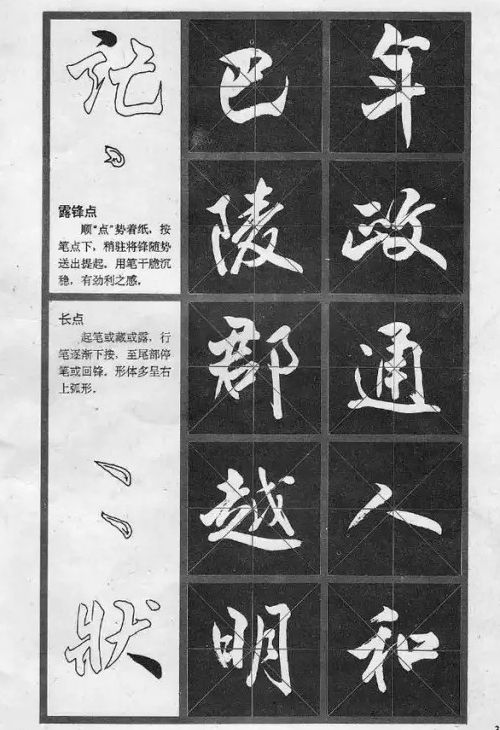 记
露锋点
顺“点”势着纸，按
笔点下，稍驻将锋随势
送出提起。用笔干脆沉
稳，有劲利之感。
长点
起笔或藏或露，行
笔逐渐下按，至尾部停
笔或回锋。形体多呈右
上弧形。
狀
巴陵郡越明
年政通人和